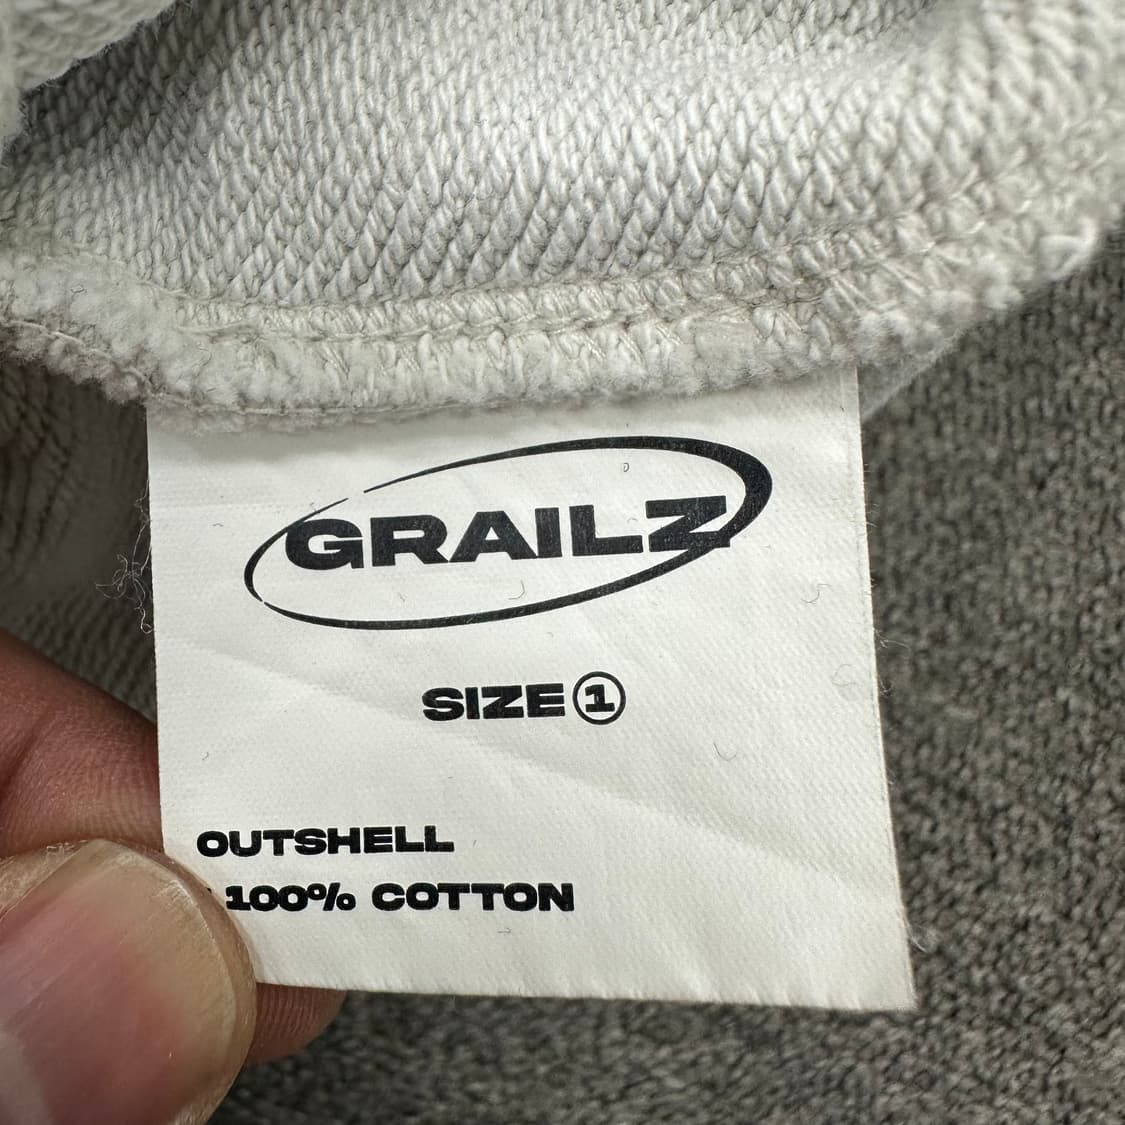 GRAILZ
SIZE ①
OUTSHELL
100% COTTON